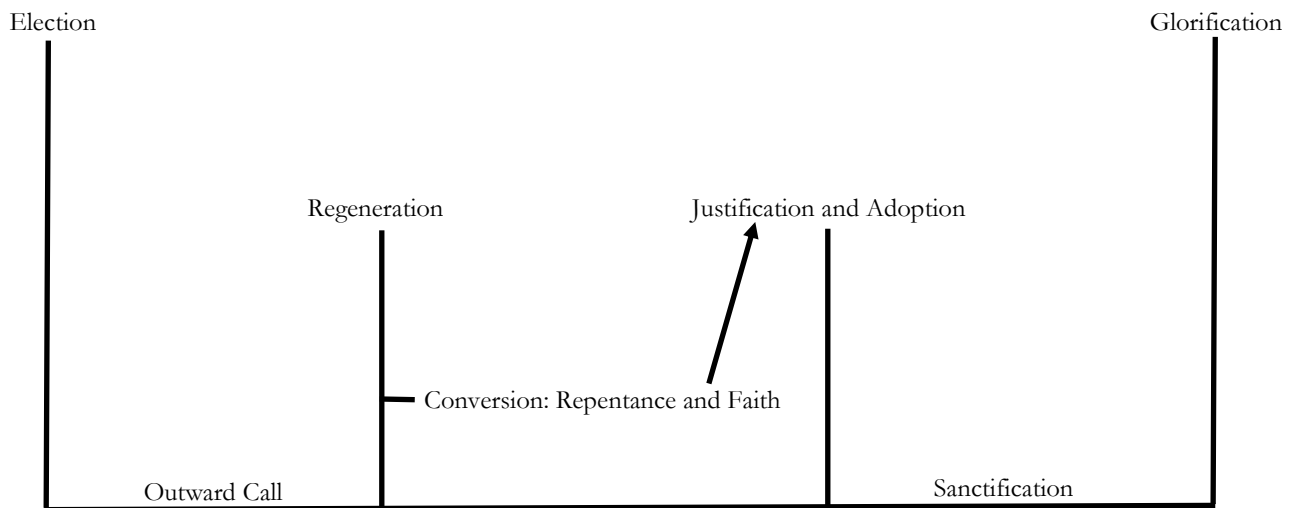 Election
Glorification
Regeneration
Justification and Adoption
Conversion: Repentance and Faith
Outward Call
Sanctification